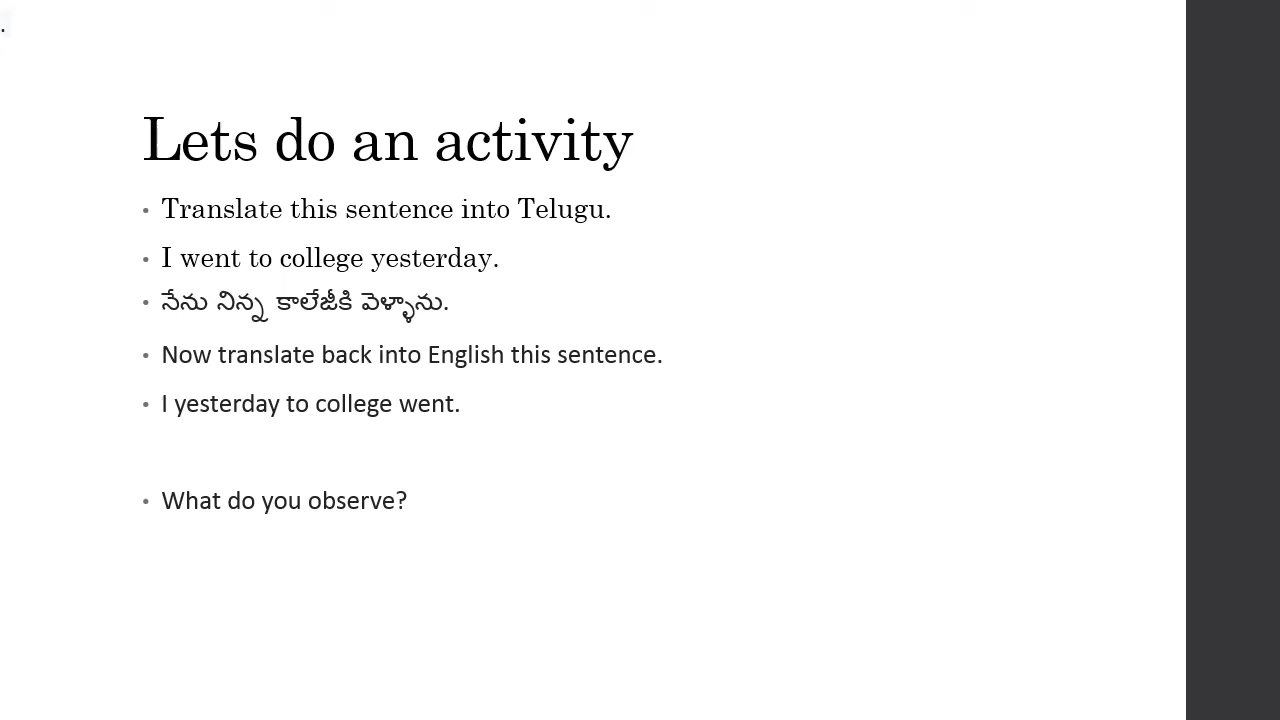 .
Lets do an activity
• Translate this sentence into Telugu.
• I went to college yesterday.
• నేను నిన్న కాలేజీకి వెళ్ళాను.
• Now translate back into English this sentence.
• I yesterday to college went.
• What do you observe?